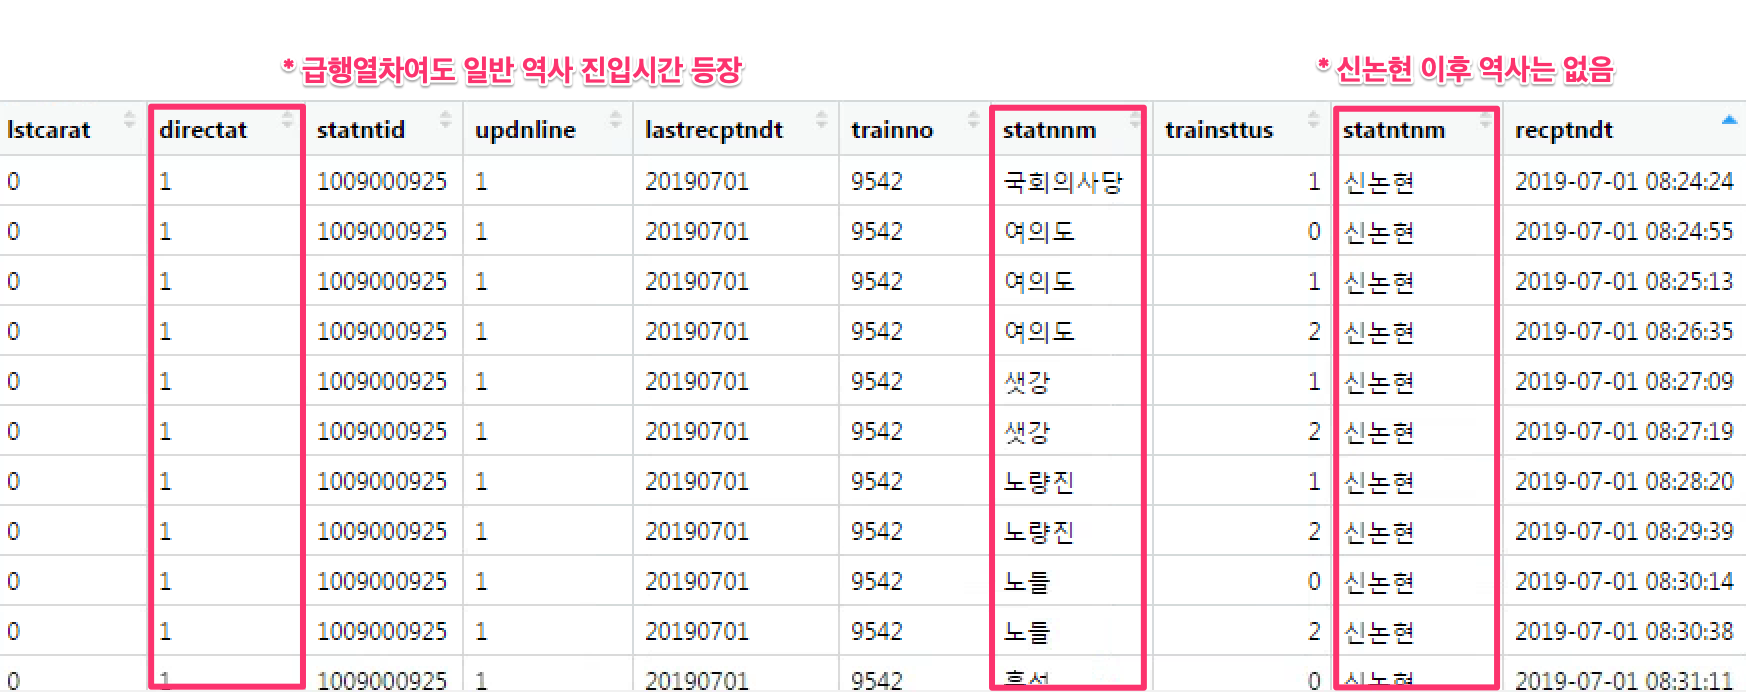 * 급행열차여도 일반 역사 진입시간 등장 * 신논현 이후 역사는 없음
lstcarat directat statntid updnline lastrecptndt trainno statnnm trainsttus statntnm recptndt
0 1 1009000925 1 20190701 9542 국회의사당 1 신논현 2019-07-01 08:24:24
0 1 1009000925 1 20190701 9542 여의도 0 신논현 2019-07-01 08:24:55
0 1 1009000925 1 20190701 9542 여의도 1 신논현 2019-07-01 08:25:13
0 1 1009000925 1 20190701 9542 여의도 2 신논현 2019-07-01 08:26:35
0 1 1009000925 1 20190701 9542 샛강 1 신논현 2019-07-01 08:27:09
0 1 1009000925 1 20190701 9542 샛강 2 신논현 2019-07-01 08:27:19
0 1 1009000925 1 20190701 9542 노량진 1 신논현 2019-07-01 08:28:20
0 1 1009000925 1 20190701 9542 노량진 2 신논현 2019-07-01 08:29:39
0 1 1009000925 1 20190701 9542 노들 0 신논현 2019-07-01 08:30:14
0 1 1009000925 1 20190701 9542 노들 2 신논현 2019-07-01 08:30:38
0 1 1009000925 1 20190701 9542 0 신논현 2019-07-01 08:31:11